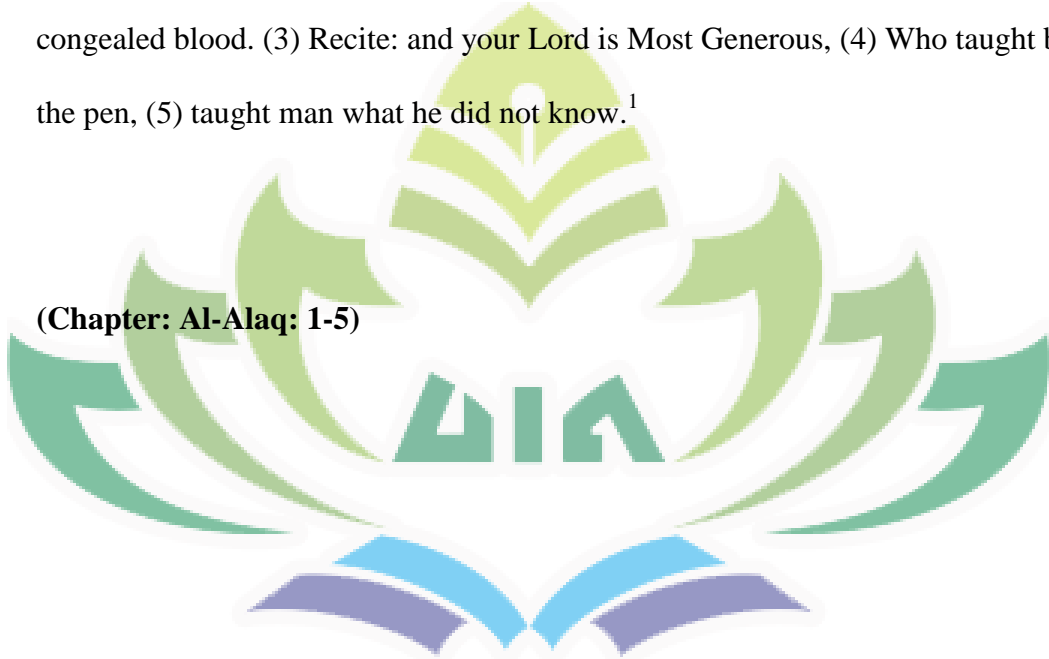 congealed blood. (3) Recite: and your Lord is Most Generous, (4) Who taught
the pen, (5) taught man what he did not know. 1
(Chapter: Al-Alaq: 1-5)
UIN